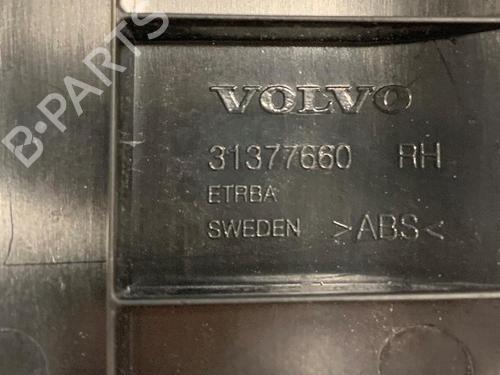 B-PARTS
VOLVO
31377660 RH
ETRBA
SWEDEN >ABS<